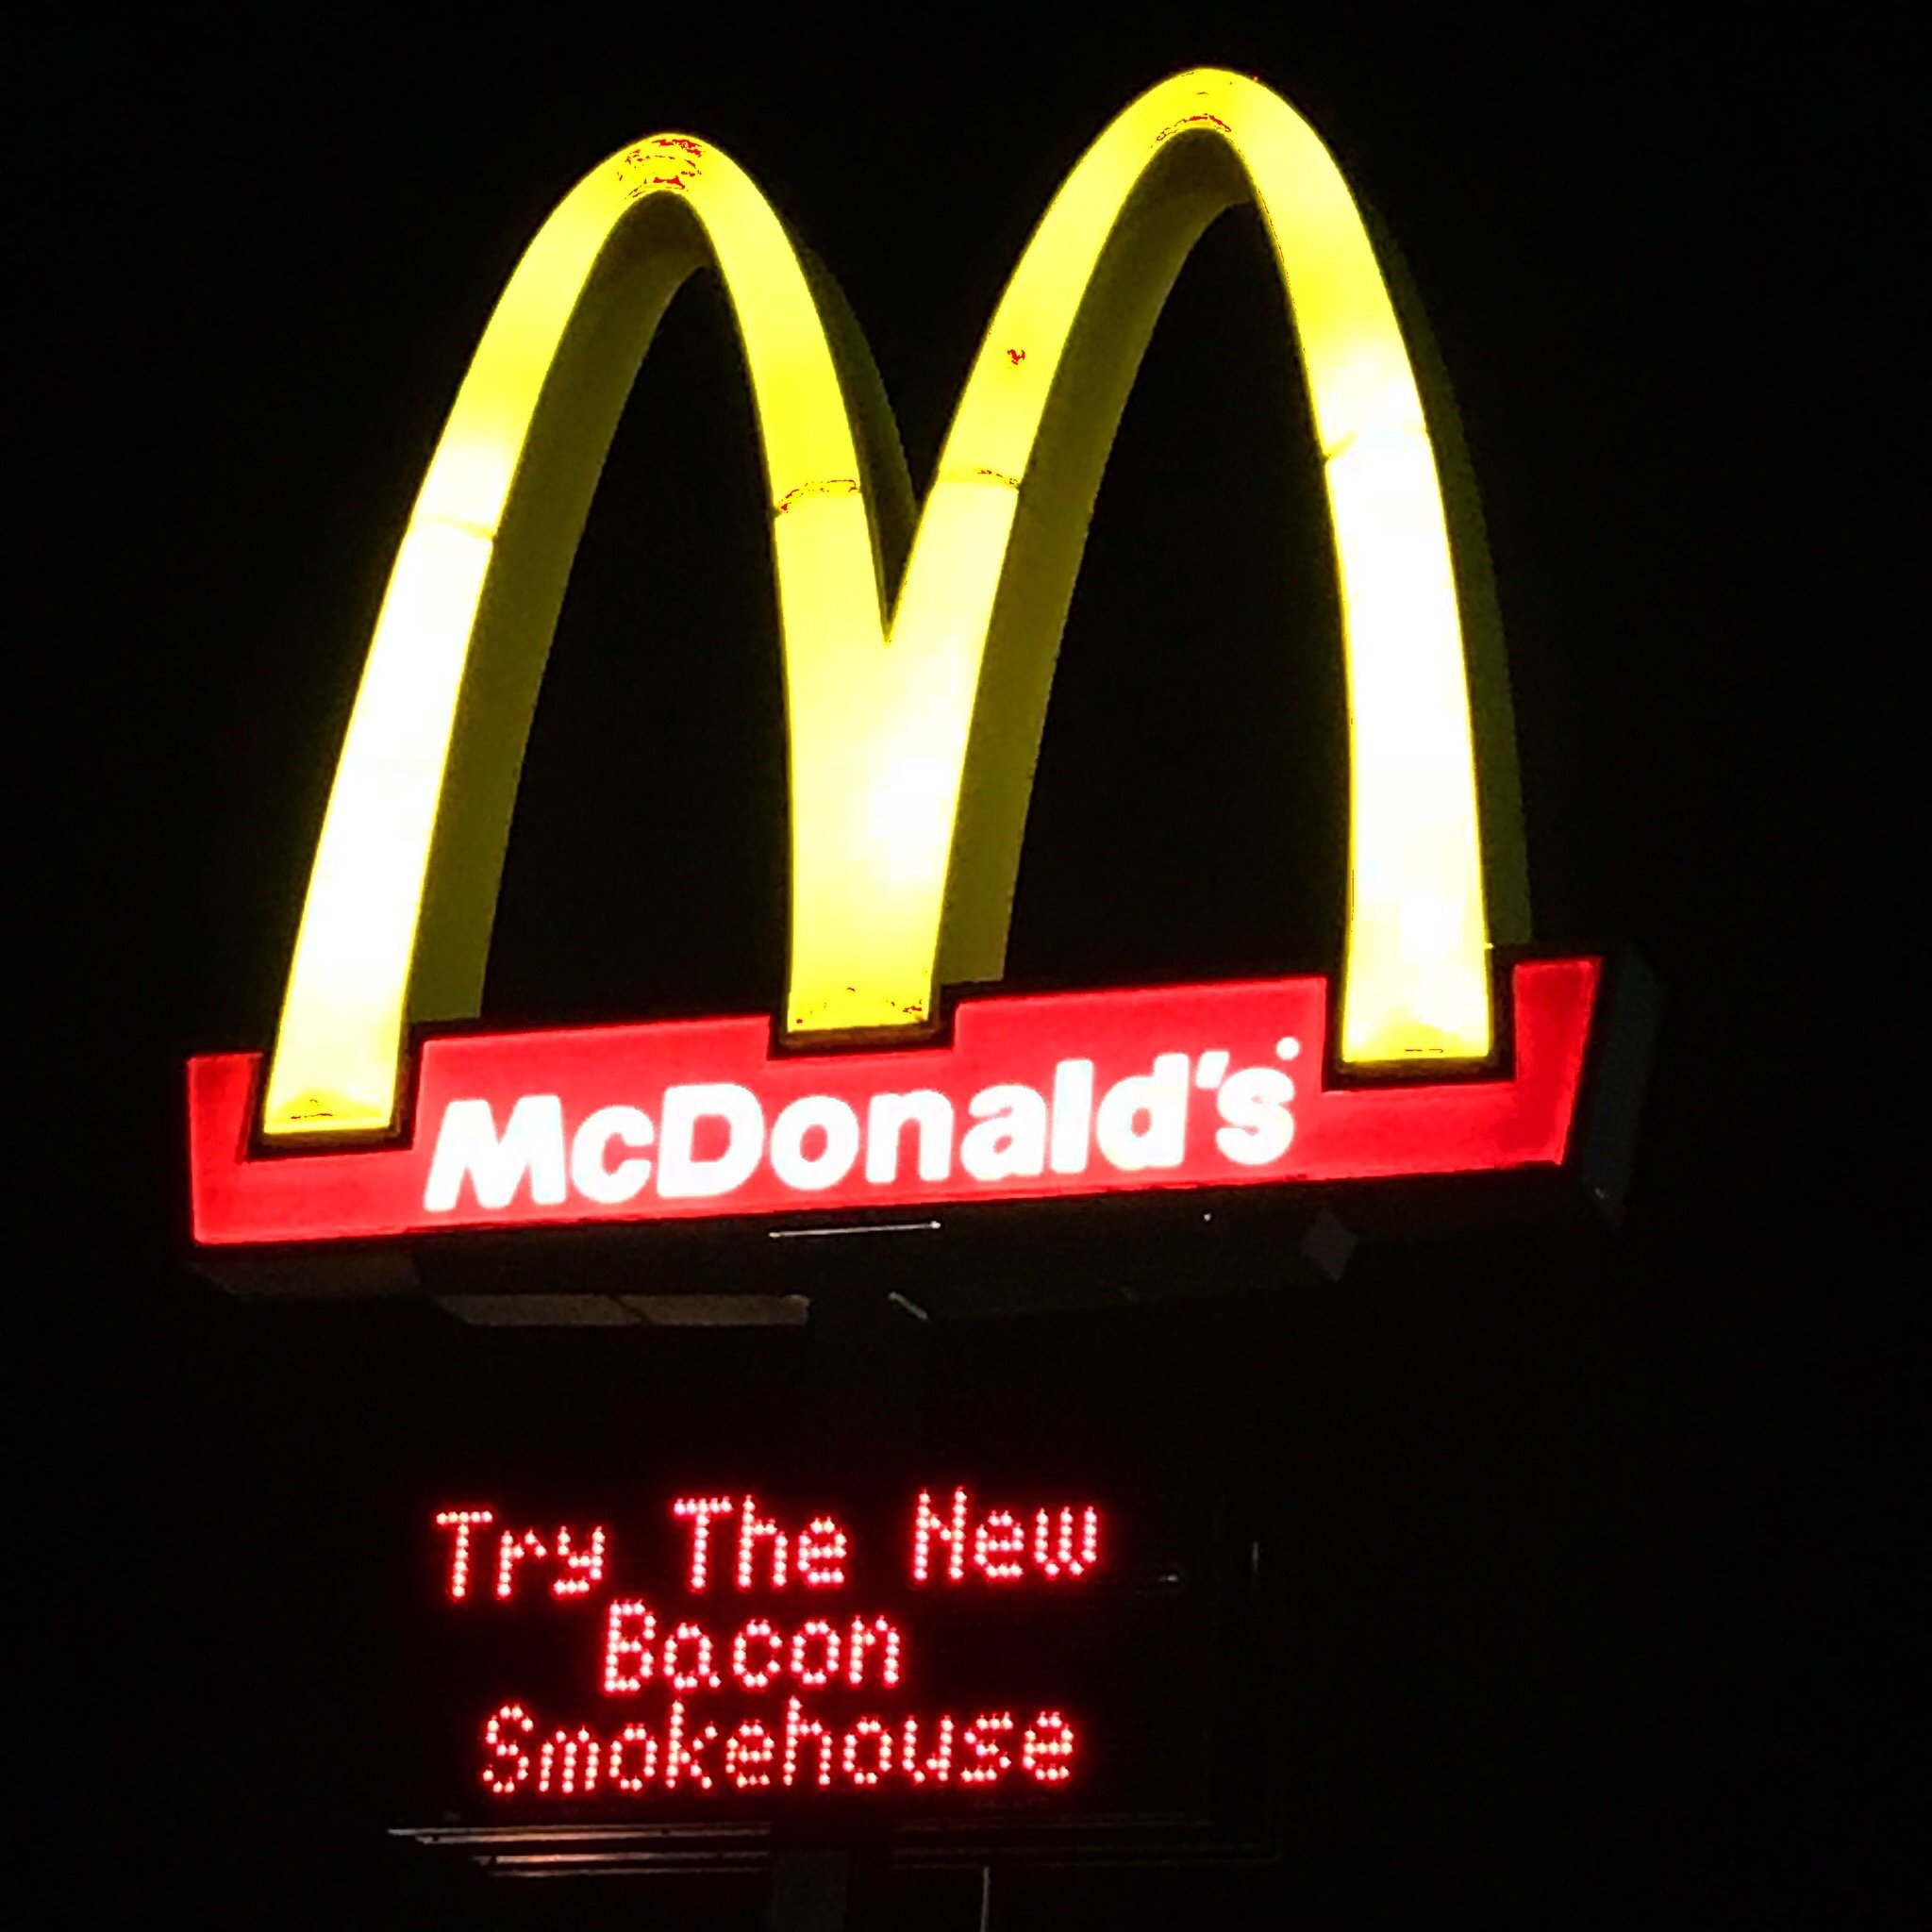 McDonald's
Try The New
Bacon
Smokehouse